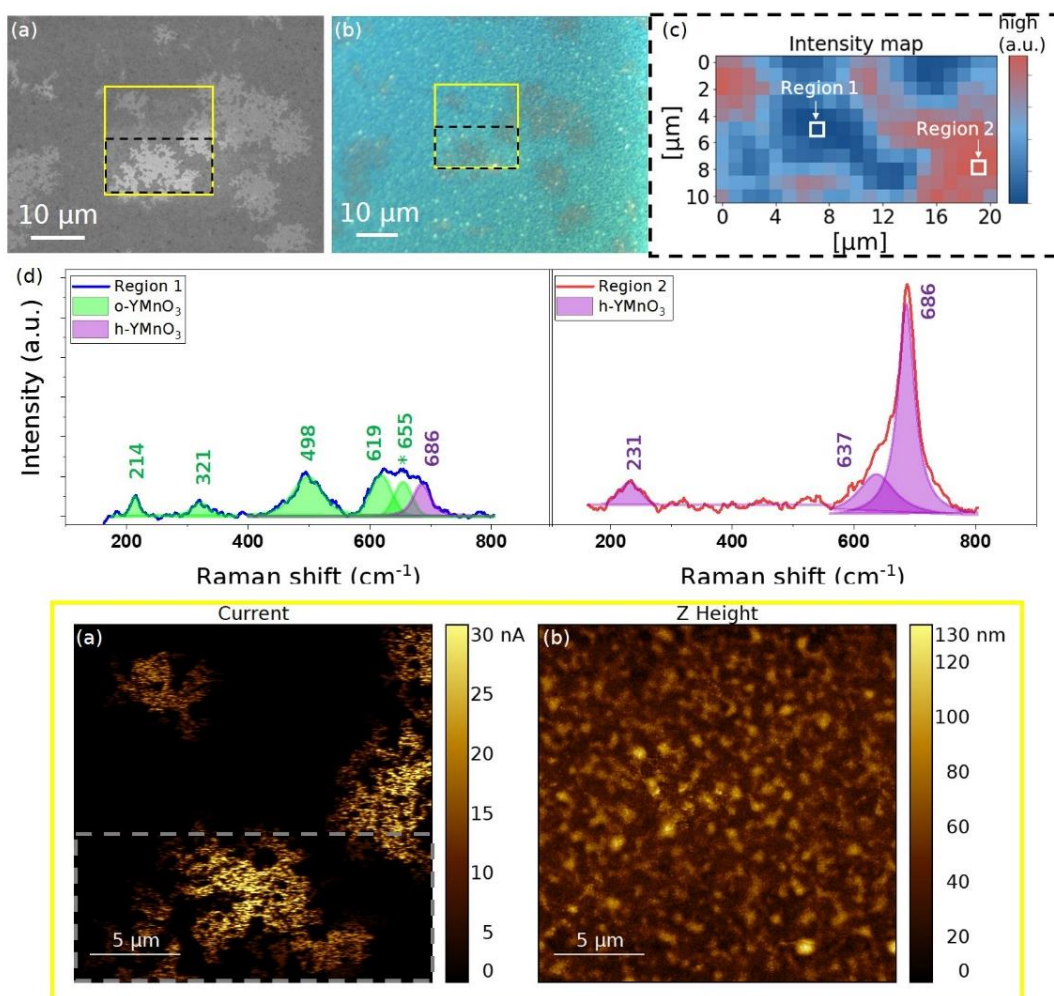 (a)
10 µm
(b)
10 µm
(c)
Intensity map
high
(a.u.)
Region 1
Region 2
[µm]
0
2
4
6
8
10
0 4 8 12 16 20
[µm]
(d)
Region 1
o-YMnO₃
h-YMnO₃
Intensity (a.u.)
214
321
498
619
* 655
686
200 400 600 800
Raman shift (cm⁻¹)
Region 2
h-YMnO₃
231
637
686
200 400 600 800
Raman shift (cm⁻¹)
Current
(a)
5 µm
30 nA
25
20
15
10
5
0
Z Height
(b)
5 µm
130 nm
120
100
80
60
40
20
0